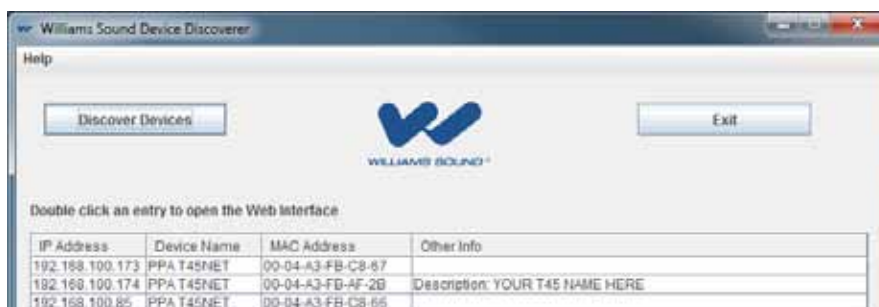 Williams Sound Device Discoverer
Help
Discover Devices
Exit
WILLIAMS SOUND®
Double click an entry to open the Web Interface
IP Address Device Name MAC Address Other Info
192.168.100.173 PPA T45NET 00-04-A3-FB-C8-67
192.168.100.174 PPA T45NET 00-04-A3-FB-AF-2B Description: YOUR T45 NAME HERE
192.168.100.85 PPA T45NET 00-04-A3-FB-C8-66